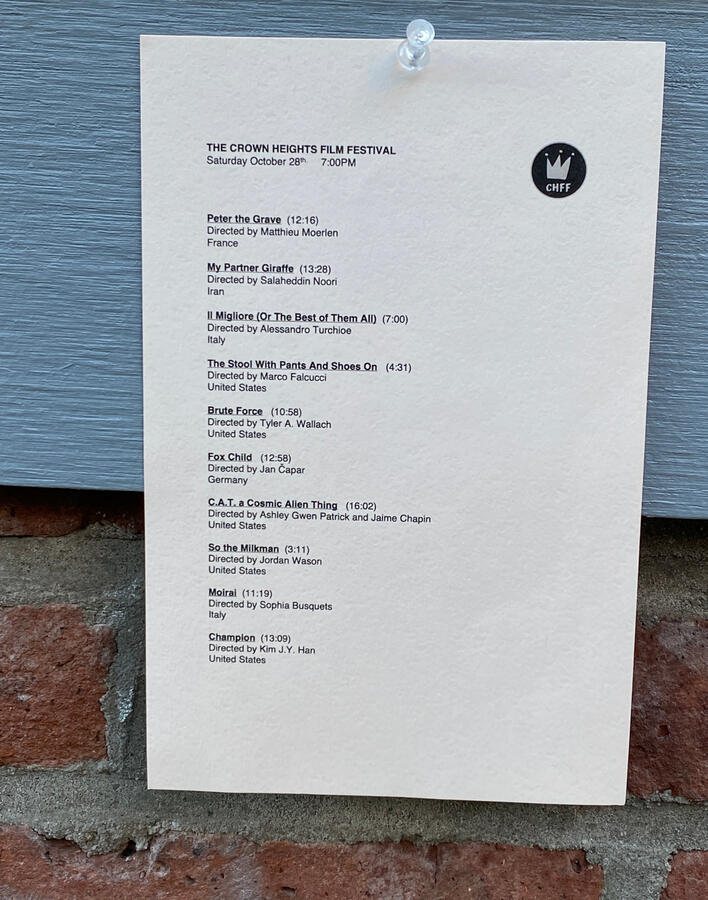 THE CROWN HEIGHTS FILM FESTIVAL
Saturday October 28th 7:00PM
CHFF
Peter the Grave (12:16)
Directed by Matthieu Moerlen
France
My Partner Giraffe (13:28)
Directed by Salaheddin Noori
Iran
Il Migliore (Or The Best of Them All) (7:00)
Directed by Alessandro Turchioe
Italy
The Stool With Pants And Shoes On (4:31)
Directed by Marco Falcucci
United States
Brute Force (10:58)
Directed by Tyler A. Wallach
United States
Fox Child (12:58)
Directed by Jan Čapar
Germany
C.A.T. a Cosmic Alien Thing (16:02)
Directed by Ashley Gwen Patrick and Jaime Chapin
United States
So the Milkman (3:11)
Directed by Jordan Wason
United States
Moirai (11:19)
Directed by Sophia Busquets
Italy
Champion (13:09)
Directed by Kim J.Y. Han
United States